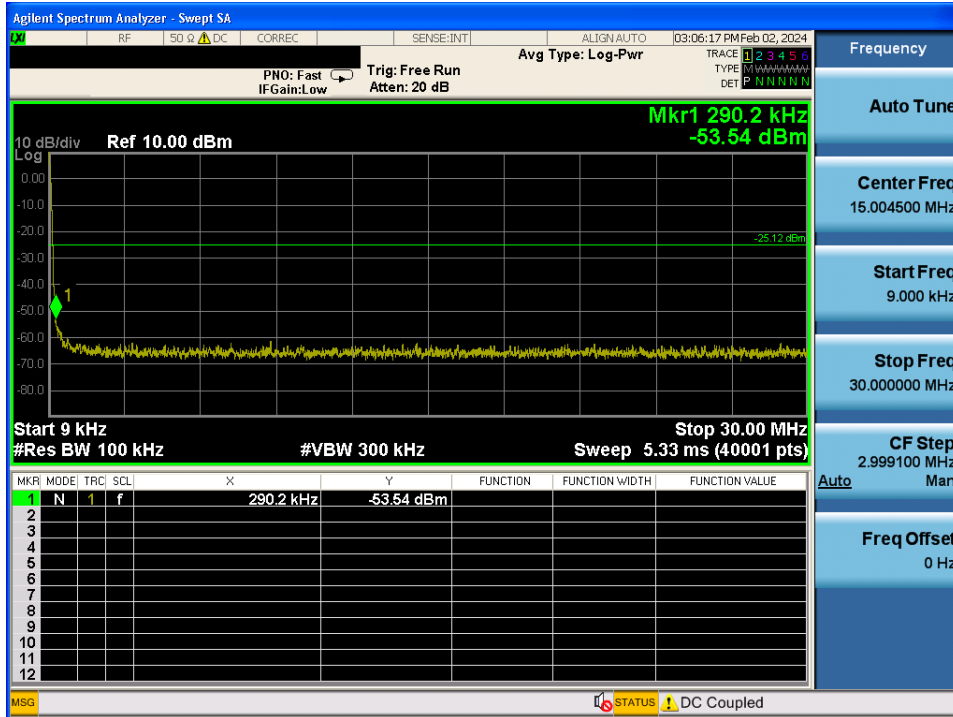 Agilent Spectrum Analyzer - Swept SA
LXI RF 50 Ω DC CORREC SENSE:INT ALIGN AUTO 03:06:17 PM Feb 02, 2024
PNO: Fast
IFGain:Low
Trig: Free Run
Atten: 20 dB
Avg Type: Log-Pwr
TRACE 1 2 3 4 5 6
TYPE M WWWWW
DET P N N N N N
Mkr1 290.2 kHz
-53.54 dBm
10 dB/div Ref 10.00 dBm
Log
0.00
-10.0
-20.0
-25.12 dBm
-30.0
-40.0
1
-50.0
-60.0
-70.0
-80.0
Start 9 kHz Stop 30.00 MHz
#Res BW 100 kHz #VBW 300 kHz Sweep 5.33 ms (40001 pts)
MKR MODE TRC SCL X Y FUNCTION FUNCTION WIDTH FUNCTION VALUE
1 N 1 f 290.2 kHz -53.54 dBm
2
3
4
5
6
7
8
9
10
11
12
MSG STATUS DC Coupled
Frequency
Auto Tune
Center Freq
15.004500 MHz
Start Freq
9.000 kHz
Stop Freq
30.000000 MHz
CF Step
2.999100 MHz
Auto Man
Freq Offset
0 Hz